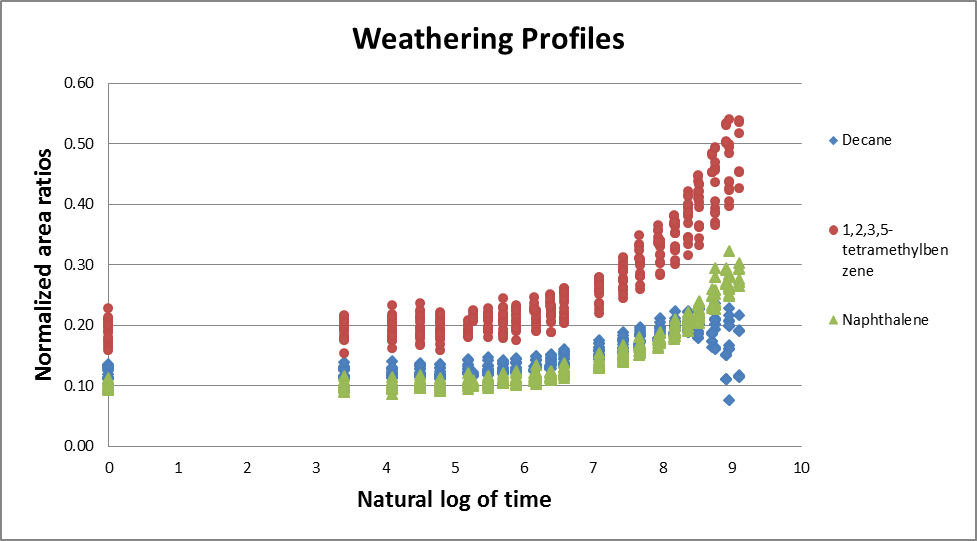 Weathering Profiles
Normalized area ratios
0.60
0.50
0.40
0.30
0.20
0.10
0.00
0 1 2 3 4 5 6 7 8 9 10
Natural log of time
Decane
1,2,3,5-
tetramethylben
zene
Naphthalene